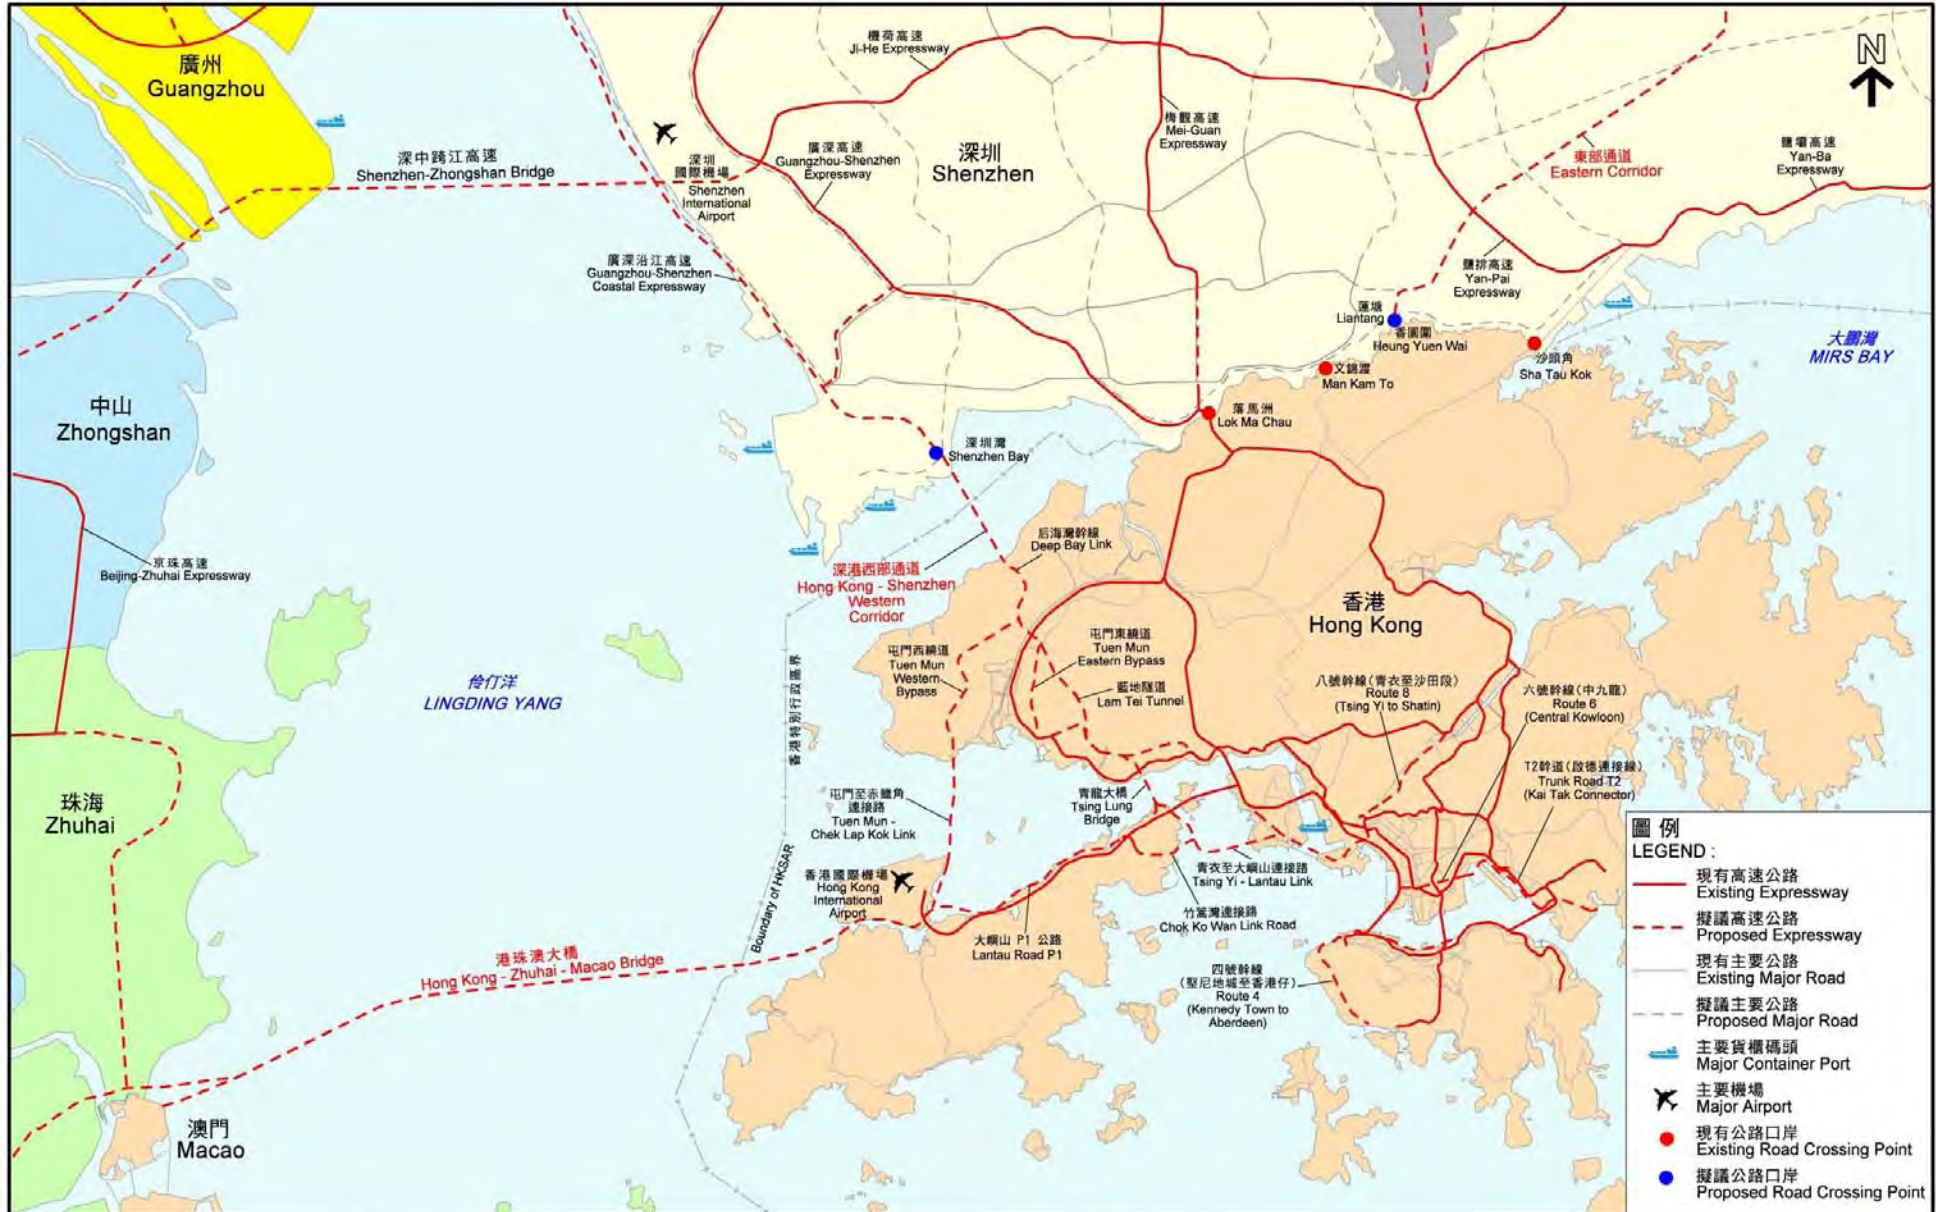 廣州
Guangzhou
機荷高速
Ji-He Expressway
N
深中跨江高速
Shenzhen-Zhongshan Bridge
深圳
國際機場
Shenzhen
International
Airport
廣深高速
Guangzhou-Shenzhen
Expressway
深圳
Shenzhen
梅觀高速
Mei-Guan
Expressway
東部通道
Eastern Corridor
鹽壩高速
Yan-Ba
Expressway
廣深沿江高速
Guangzhou-Shenzhen
Coastal Expressway
鹽排高速
Yan-Pai
Expressway
蓮塘
Liantang
香園圍
Heung Yuen Wai
文錦渡
Man Kam To
沙頭角
Sha Tau Kok
大鵬灣
MIRS BAY
中山
Zhongshan
落馬洲
Lok Ma Chau
深圳灣
Shenzhen Bay
京珠高速
Beijing-Zhuhai Expressway
后海灣幹線
Deep Bay Link
深港西部通道
Hong Kong - Shenzhen
Western
Corridor
香港
Hong Kong
屯門西繞道
Tuen Mun
Western
Bypass
屯門東繞道
Tuen Mun
Eastern Bypass
藍地隧道
Lam Tei Tunnel
八號幹線(青衣至沙田段)
Route 8
(Tsing Yi to Shatin)
六號幹線(中九龍)
Route 6
(Central Kowloon)
伶仃洋
LINGDING YANG
香港特別行政區界
Boundary of HKSAR
T2幹道(啟德連接線)
Trunk Road T2
(Kai Tak Connector)
珠海
Zhuhai
屯門至赤鱲角
連接路
Tuen Mun -
Chek Lap Kok Link
青龍大橋
Tsing Lung
Bridge
香港國際機場
Hong Kong
International
Airport
青衣至大嶼山連接路
Tsing Yi - Lantau Link
竹篙灣連接路
Chok Ko Wan Link Road
大嶼山 P1 公路
Lantau Road P1
港珠澳大橋
Hong Kong - Zhuhai - Macao Bridge
四號幹線
(堅尼地城至香港仔)
Route 4
(Kennedy Town to
Aberdeen)
澳門
Macao
圖 例
LEGEND :
現有高速公路
Existing Expressway
擬議高速公路
Proposed Expressway
現有主要公路
Existing Major Road
擬議主要公路
Proposed Major Road
主要貨櫃碼頭
Major Container Port
主要機場
Major Airport
現有公路口岸
Existing Road Crossing Point
擬議公路口岸
Proposed Road Crossing Point